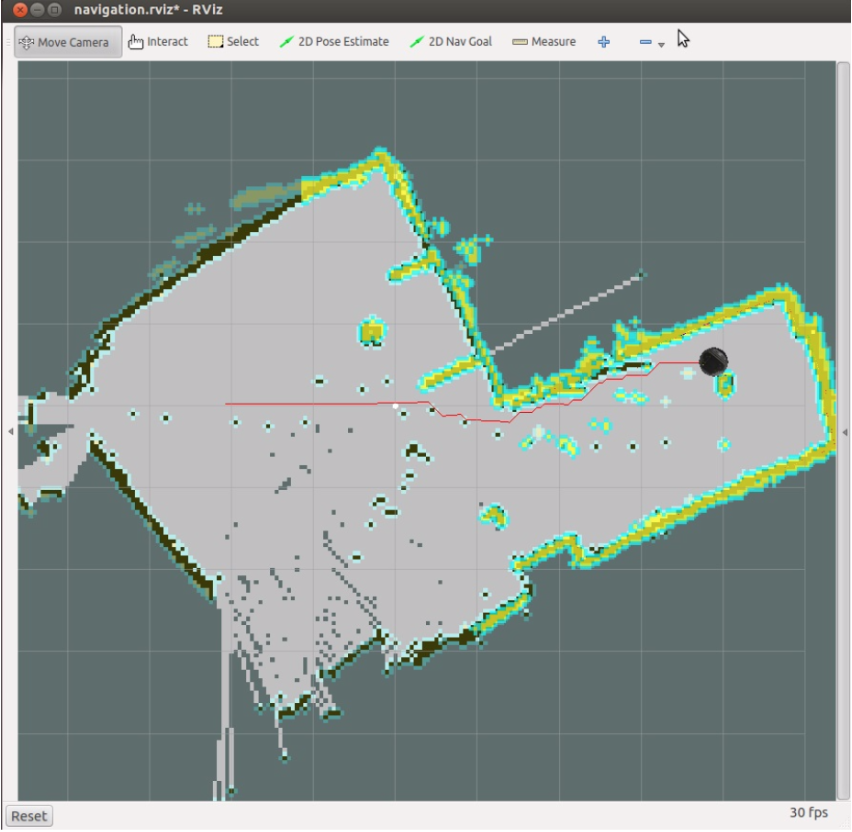 navigation.rviz* - RViz
Move Camera Interact Select 2D Pose Estimate 2D Nav Goal Measure
Reset 30 fps